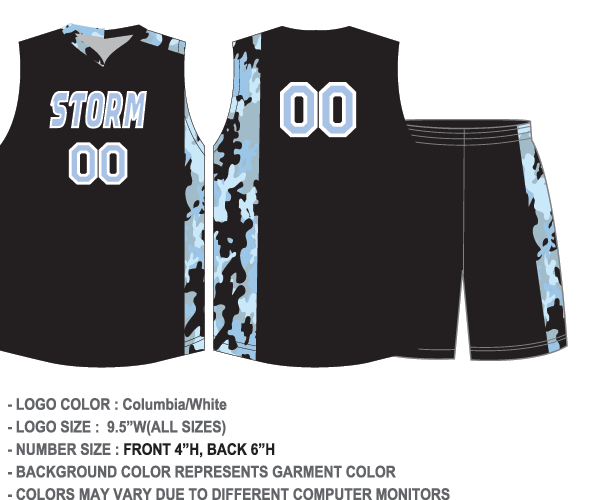 STORM
00
00
- LOGO COLOR : Columbia/White
- LOGO SIZE :  9.5”W(ALL SIZES)
- NUMBER SIZE : FRONT 4”H, BACK 6”H
- BACKGROUND COLOR REPRESENTS GARMENT COLOR
- COLORS MAY VARY DUE TO DIFFERENT COMPUTER MONITORS